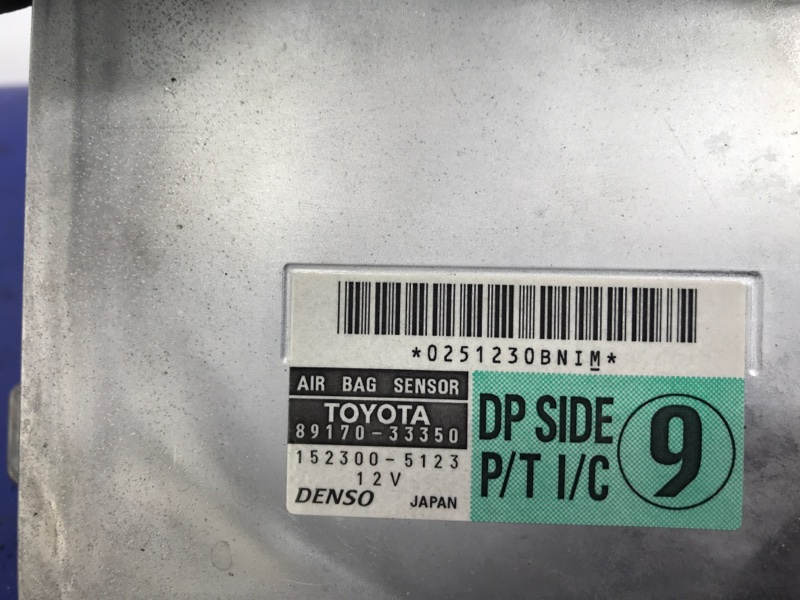 *0251230BNIM*
AIR BAG SENSOR
TOYOTA
89170-33350
152300-5123
12V
DENSO JAPAN
DP SIDE
P/T I/C
9